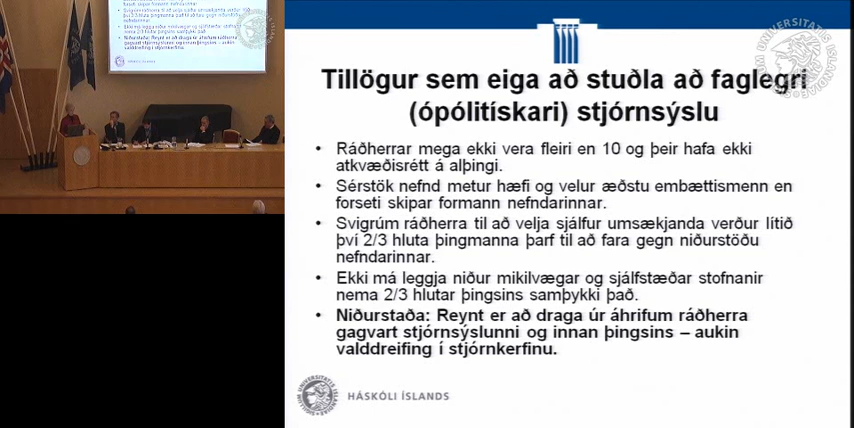 Tillögur sem eiga að stuðla að faglegri
(ópólitískari) stjórnsýslu
• Ráðherrar mega ekki vera fleiri en 10 og þeir hafa ekki
atkvæðisrétt á alþingi.
• Sérstök nefnd metur hæfi og velur æðstu embættismenn en
forseti skipar formann nefndarinnar.
• Svigrúm ráðherra til að velja sjálfur umsækjanda verður lítið
því 2/3 hluta þingmanna þarf til að fara gegn niðurstöðu
nefndarinnar.
• Ekki má leggja niður mikilvægar og sjálfstæðar stofnanir
nema 2/3 hlutar þingsins samþykki það.
• Niðurstaða: Reynt er að draga úr áhrifum ráðherra
gagvart stjórnsýslunni og innan þingsins – aukin
valddreifing í stjórnkerfinu.
HÁSKÓLI ÍSLANDS